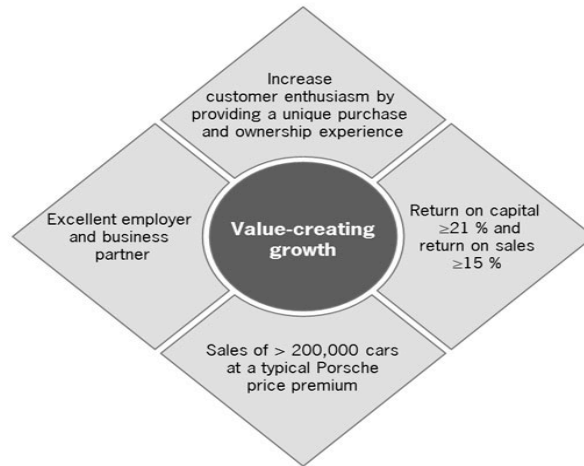 Increase
customer enthusiasm by
providing a unique purchase
and ownership experience
Excellent employer
and business
partner
Value-creating
growth
Return on capital
≥21 % and
return on sales
≥15 %
Sales of > 200,000 cars
at a typical Porsche
price premium